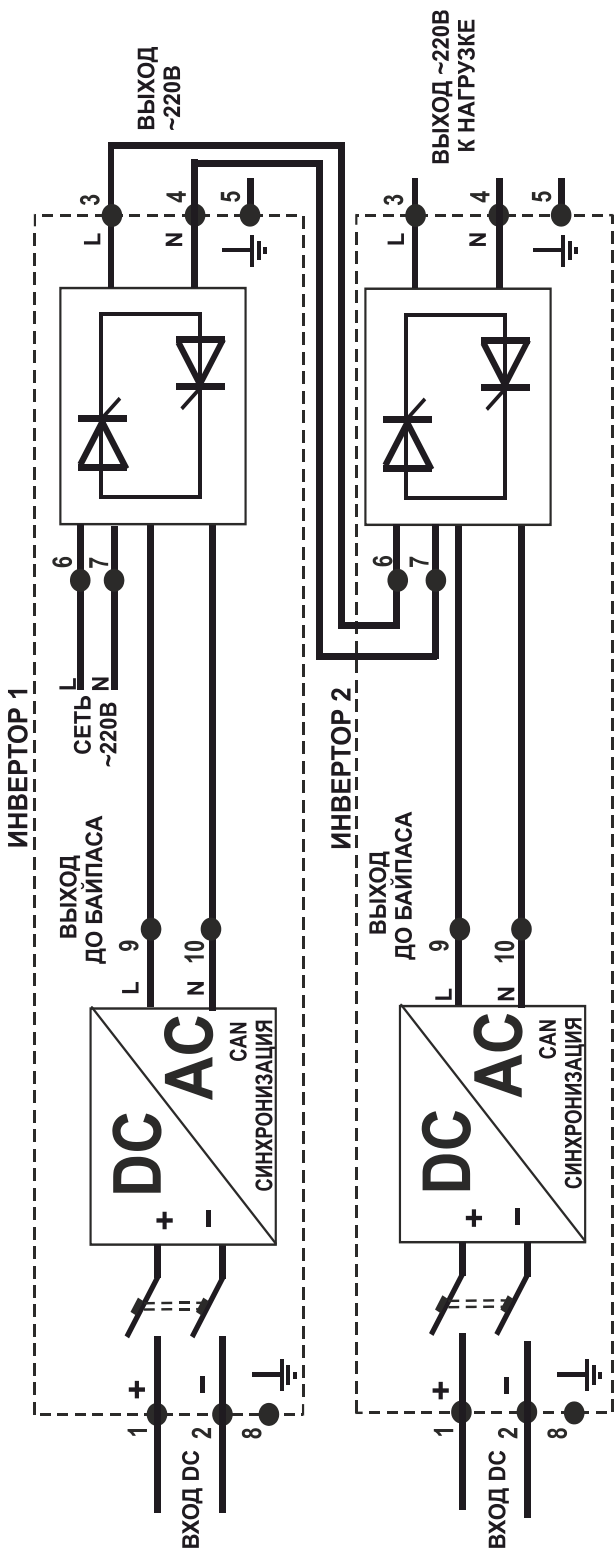 ИНВЕРТОР 1
ВХОД DC
1
+
2
−
8
+
−
DC
AC
CAN
СИНХРОНИЗАЦИЯ
ВЫХОД
ДО БАЙПАСА
L
9
N
10
СЕТЬ
~220В
L
6
N
7
L
3
N
4
5
ВЫХОД
~220В
ИНВЕРТОР 2
ВХОД DC
1
+
2
−
8
+
−
DC
AC
CAN
СИНХРОНИЗАЦИЯ
ВЫХОД
ДО БАЙПАСА
L
9
N
10
6
7
L
3
N
4
5
ВЫХОД ~220В
К НАГРУЗКЕ